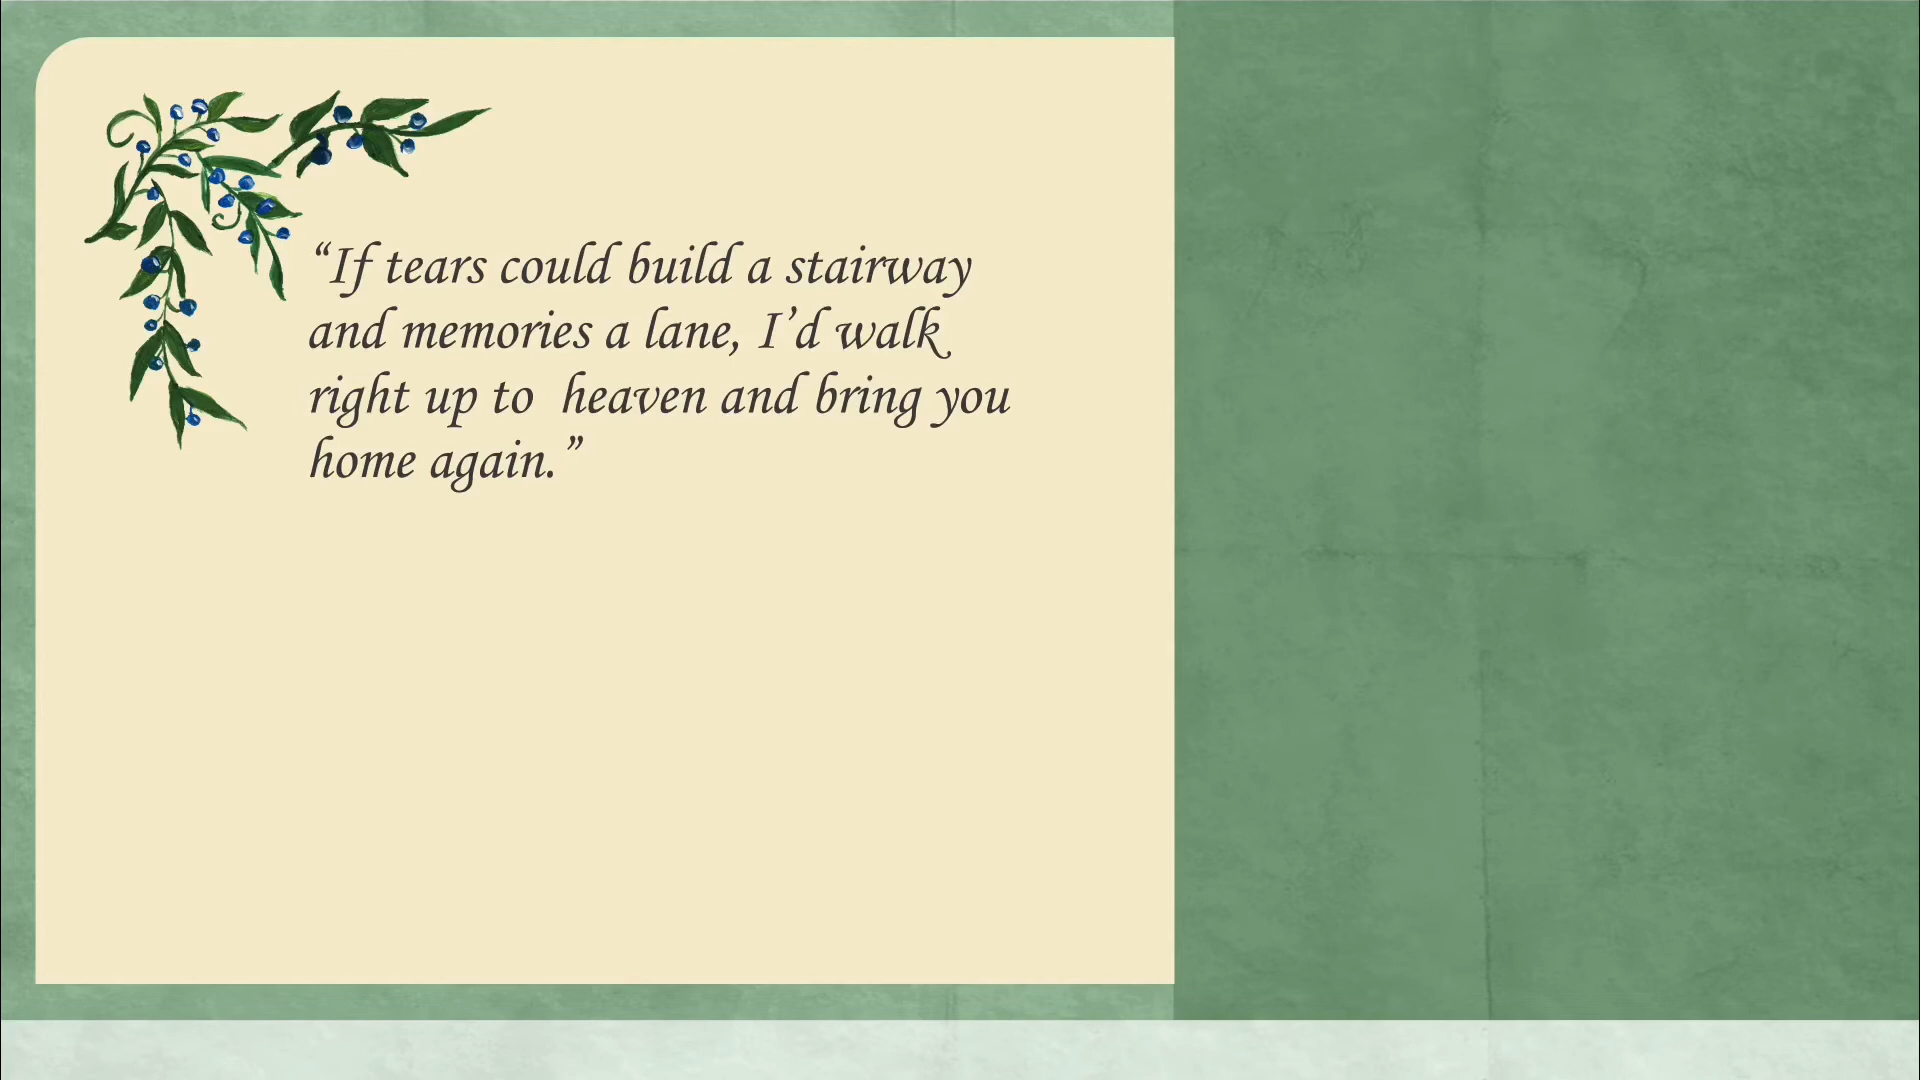 “If tears could build a stairway
and memories a lane, I’d walk
right up to  heaven and bring you
home again.”